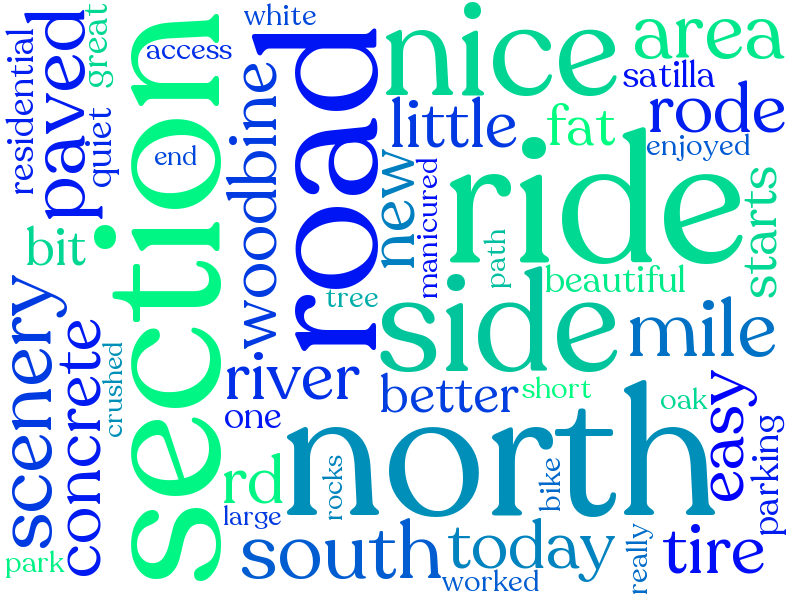 white
nice
area
access
satilla
residential
paved
great
quiet
section
woodbine
road
little
fat
rode
enjoyed
end
new
manicured
ride
path
starts
bit
tree
beautiful
side
mile
scenery
concrete
crushed
river
better
short
oak
easy
one
north
parking
rd
rocks
bike
large
park
south
today
worked
really
tire